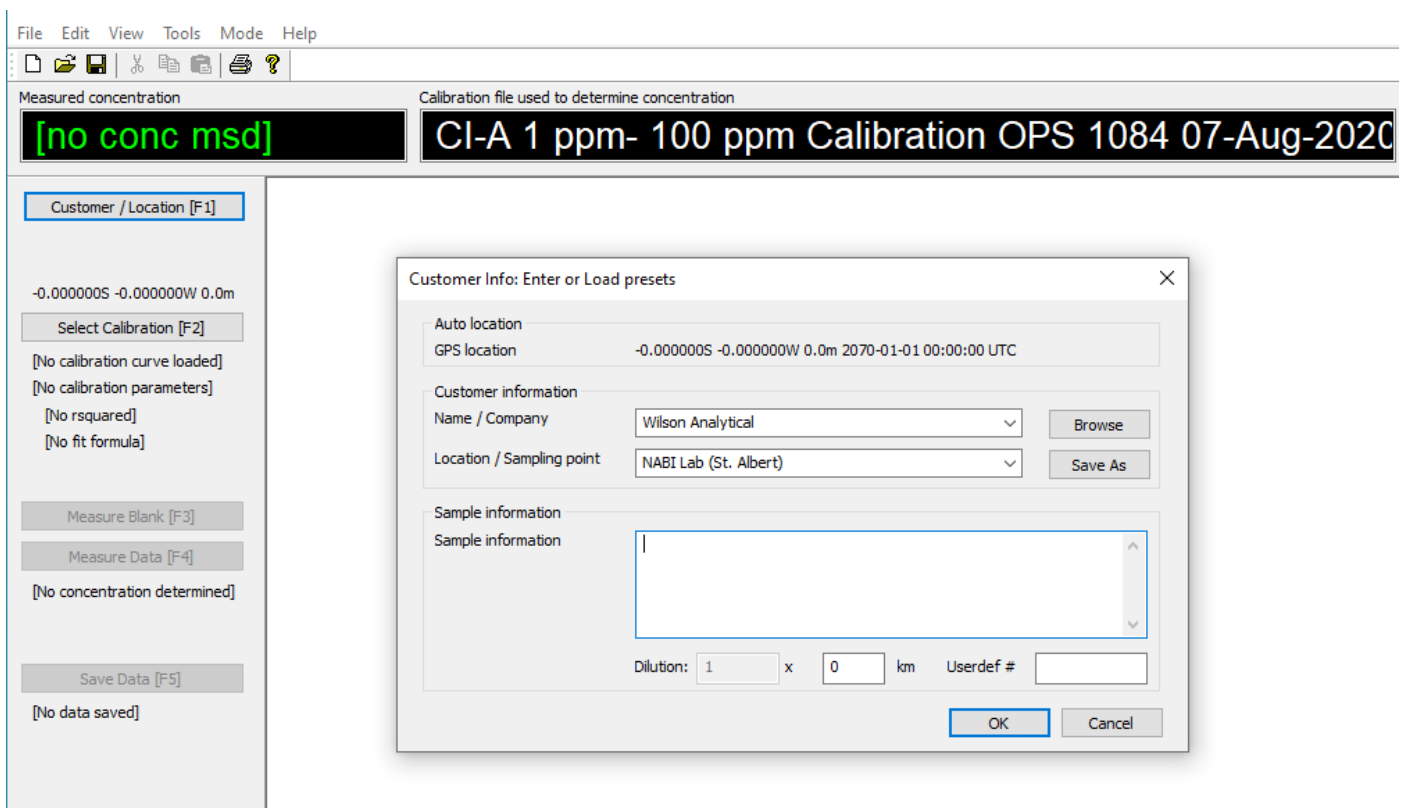 File Edit View Tools Mode Help
Measured concentration
Calibration file used to determine concentration
[no conc msd]
CI-A 1 ppm- 100 ppm Calibration OPS 1084 07-Aug-2020
Customer / Location [F1]
-0.000000S -0.000000W 0.0m
Select Calibration [F2]
[No calibration curve loaded]
[No calibration parameters]
[No rsquared]
[No fit formula]
Measure Blank [F3]
Measure Data [F4]
[No concentration determined]
Save Data [F5]
[No data saved]
Customer Info: Enter or Load presets
Auto location
GPS location -0.000000S -0.000000W 0.0m 2070-01-01 00:00:00 UTC
Customer information
Name / Company Wilson Analytical Browse
Location / Sampling point NABI Lab (St. Albert) Save As
Sample information
Sample information
Dilution: 1 x 0 km Userdef #
OK Cancel